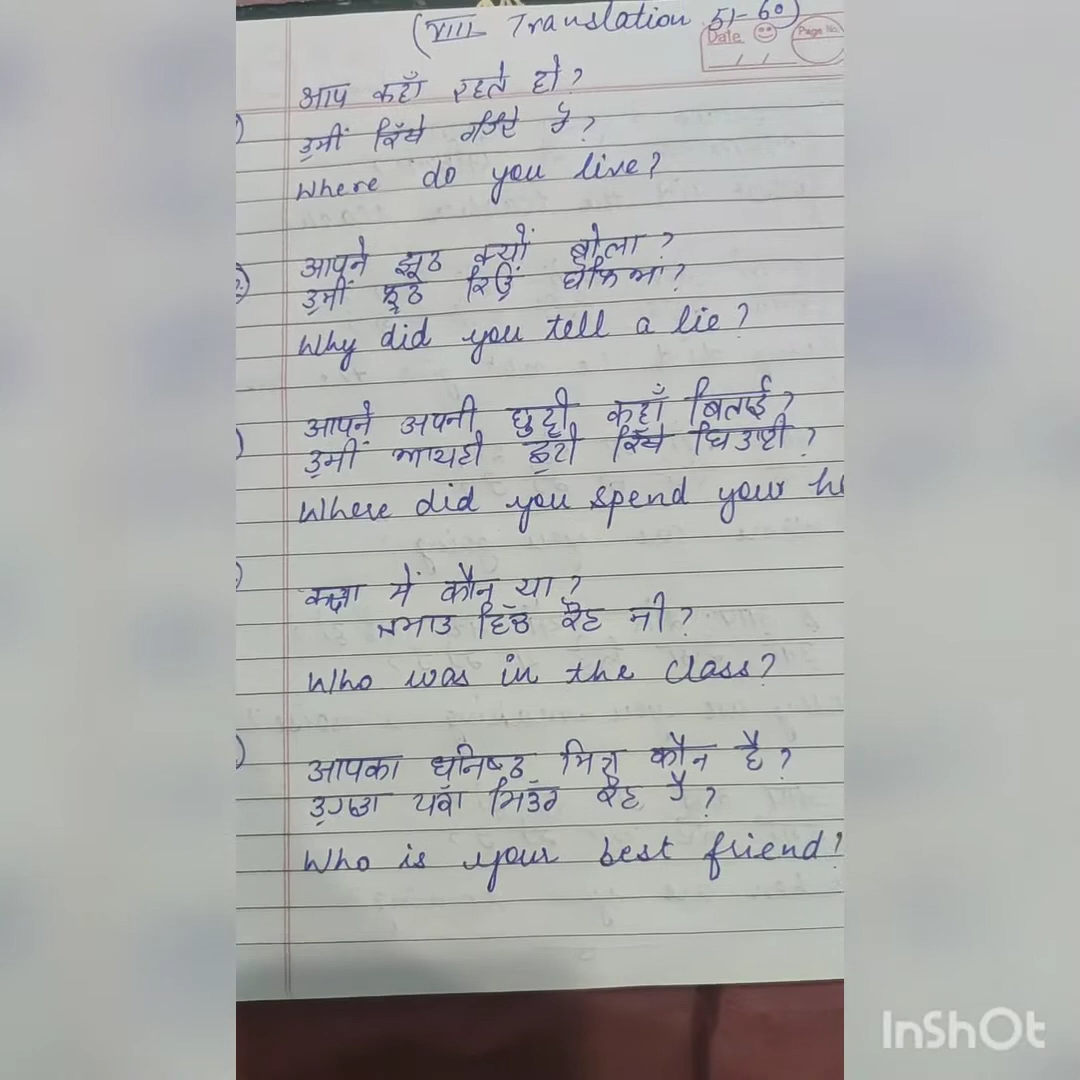 (VIII Translation 51-60)
Date
Page No.
आप कहाँ रहते हो?
ਤੁਸੀਂ ਕਿੱਥੇ ਰਹਿੰਦੇ ਹੋ?
Where do you live?
आपने झूठ क्यों बोला?
ਤੁਸੀਂ ਝੂਠ ਕਿਉਂ ਬੋਲਿਆ?
Why did you tell a lie?
आपने अपनी छुट्टी कहाँ बिताई?
ਤੁਸੀਂ ਆਪਣੀ ਛੁੱਟੀ ਕਿੱਥੇ ਬਿਤਾਈ?
Where did you spend your
कक्षा में कौन था?
ਜਮਾਤ ਵਿੱਚ ਕੌਣ ਸੀ?
Who was in the class?
आपका घनिष्ठ मित्र कौन है?
ਤੁਹਾਡਾ ਪੱਕਾ ਮਿੱਤਰ ਕੌਣ ਹੈ?
Who is your best friend?
InShOt